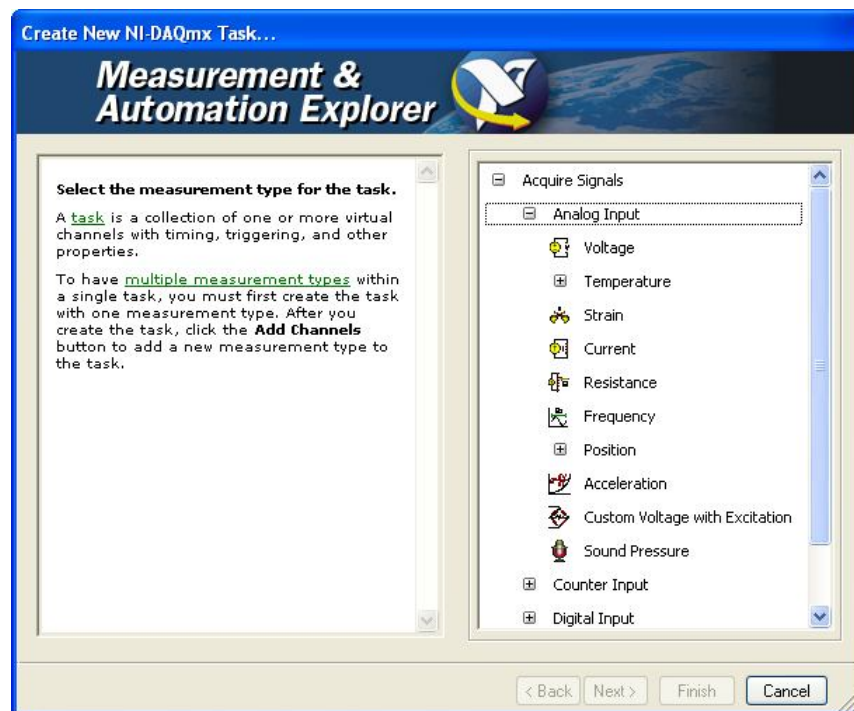 Create New NI-DAQmx Task...
Measurement &
Automation Explorer
Select the measurement type for the task.
A task is a collection of one or more virtual
channels with timing, triggering, and other
properties.
To have multiple measurement types within
a single task, you must first create the task
with one measurement type. After you
create the task, click the Add Channels
button to add a new measurement type to
the task.
Acquire Signals
Analog Input
Voltage
Temperature
Strain
Current
Resistance
Frequency
Position
Acceleration
Custom Voltage with Excitation
Sound Pressure
Counter Input
Digital Input
< Back
Next >
Finish
Cancel